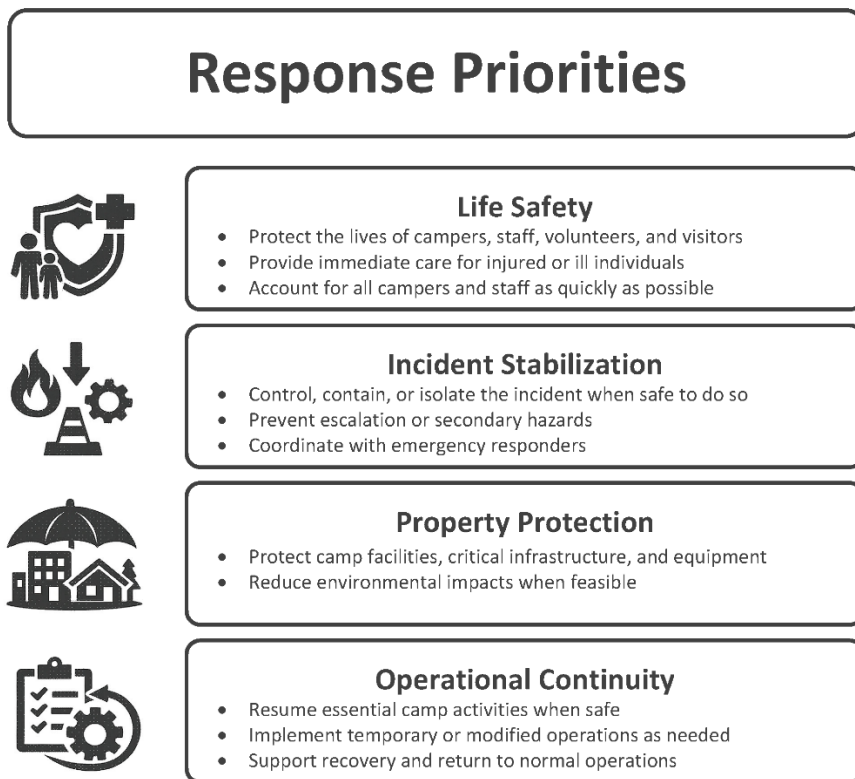 Response Priorities
Life Safety
• Protect the lives of campers, staff, volunteers, and visitors
• Provide immediate care for injured or ill individuals
• Account for all campers and staff as quickly as possible
Incident Stabilization
• Control, contain, or isolate the incident when safe to do so
• Prevent escalation or secondary hazards
• Coordinate with emergency responders
Property Protection
• Protect camp facilities, critical infrastructure, and equipment
• Reduce environmental impacts when feasible
Operational Continuity
• Resume essential camp activities when safe
• Implement temporary or modified operations as needed
• Support recovery and return to normal operations